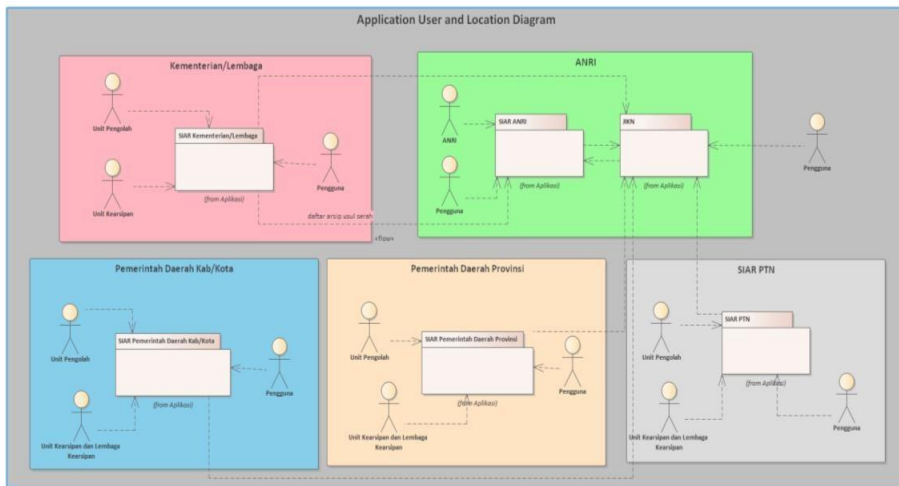 Application User and Location Diagram
Kementerian/Lembaga
Unit Pengolah
SIAR Kementerian/Lembaga
Unit Kearsipan
Pengguna
(from Aplikasi)
daftar arsip usul serah
«flow»
ANRI
ANRI
SIAR ANRI
JIKN
Pengguna
(from Aplikasi)
(from Aplikasi)
Pengguna
Pemerintah Daerah Kab/Kota
Unit Pengolah
SIAR Pemerintah Daerah Kab/Kota
Pengguna
(from Aplikasi)
Unit Kearsipan dan Lembaga
Kearsipan
Pemerintah Daerah Provinsi
Unit Pengolah
SIAR Pemerintah Daerah Provinsi
Pengguna
(from Aplikasi)
Unit Kearsipan dan Lembaga
Kearsipan
SIAR PTN
Unit Pengolah
SIAR PTN
(from Aplikasi)
Unit Kearsipan dan Lembaga
Kearsipan
Pengguna